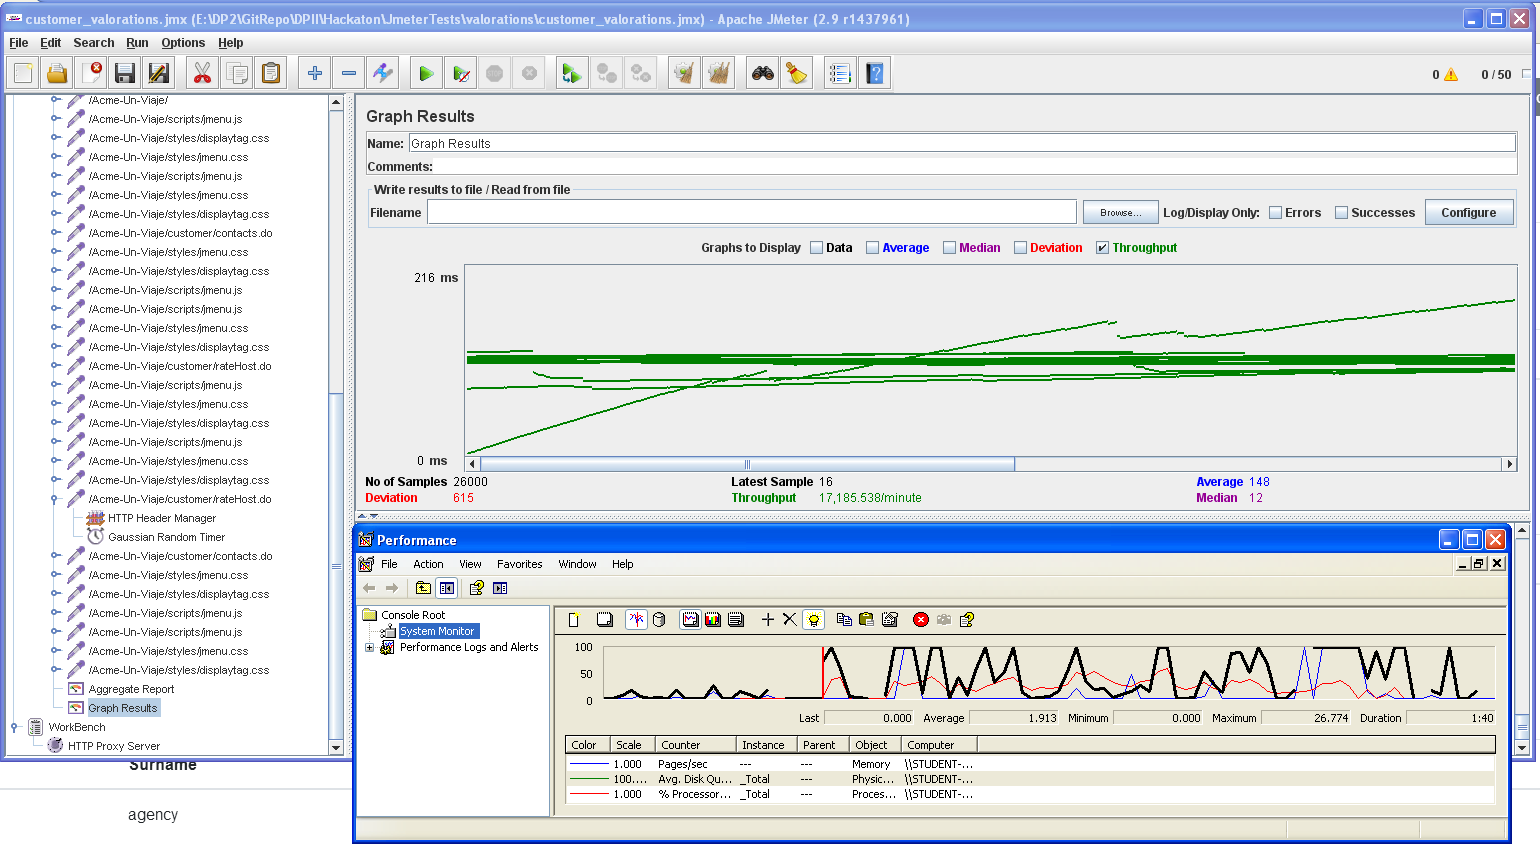 customer_valorations.jmx (E:\DP2\GitRepo\DPII\Hackaton\JmeterTests\valorations\customer_valorations.jmx) - Apache JMeter (2.9 r1437961)
File Edit Search Run Options Help
0 0 / 50
/Acme-Un-Viaje/
/Acme-Un-Viaje/scripts/jmenu.js
/Acme-Un-Viaje/styles/displaytag.css
/Acme-Un-Viaje/styles/jmenu.css
/Acme-Un-Viaje/scripts/jmenu.js
/Acme-Un-Viaje/styles/jmenu.css
/Acme-Un-Viaje/styles/displaytag.css
/Acme-Un-Viaje/customer/contacts.do
/Acme-Un-Viaje/styles/jmenu.css
/Acme-Un-Viaje/styles/displaytag.css
/Acme-Un-Viaje/scripts/jmenu.js
/Acme-Un-Viaje/scripts/jmenu.js
/Acme-Un-Viaje/styles/jmenu.css
/Acme-Un-Viaje/styles/displaytag.css
/Acme-Un-Viaje/customer/rateHost.do
/Acme-Un-Viaje/scripts/jmenu.js
/Acme-Un-Viaje/styles/jmenu.css
/Acme-Un-Viaje/styles/displaytag.css
/Acme-Un-Viaje/scripts/jmenu.js
/Acme-Un-Viaje/styles/jmenu.css
/Acme-Un-Viaje/styles/displaytag.css
/Acme-Un-Viaje/customer/rateHost.do
HTTP Header Manager
Gaussian Random Timer
/Acme-Un-Viaje/customer/contacts.do
/Acme-Un-Viaje/styles/jmenu.css
/Acme-Un-Viaje/styles/displaytag.css
/Acme-Un-Viaje/scripts/jmenu.js
/Acme-Un-Viaje/scripts/jmenu.js
/Acme-Un-Viaje/styles/jmenu.css
/Acme-Un-Viaje/styles/displaytag.css
Aggregate Report
Graph Results
WorkBench
HTTP Proxy Server
Surname
agency
Graph Results
Name: Graph Results
Comments:
Write results to file / Read from file
Filename Browse... Log/Display Only: Errors Successes Configure
Graphs to Display Data Average Median Deviation Throughput
216 ms
0 ms
No of Samples 26000 Latest Sample 16 Average 148
Deviation 615 Throughput 17,185.538/minute Median 12
Performance
File Action View Favorites Window Help
Console Root
System Monitor
Performance Logs and Alerts
100
50
0
Last 0.000 Average 1.913 Minimum 0.000 Maximum 26.774 Duration 1:40
Color Scale Counter Instance Parent Object Computer
1.000 Pages/sec --- --- Memory \\STUDENT-...
100.... Avg. Disk Qu... _Total --- Physic... \\STUDENT-...
1.000 % Processor... _Total --- Proces... \\STUDENT-...